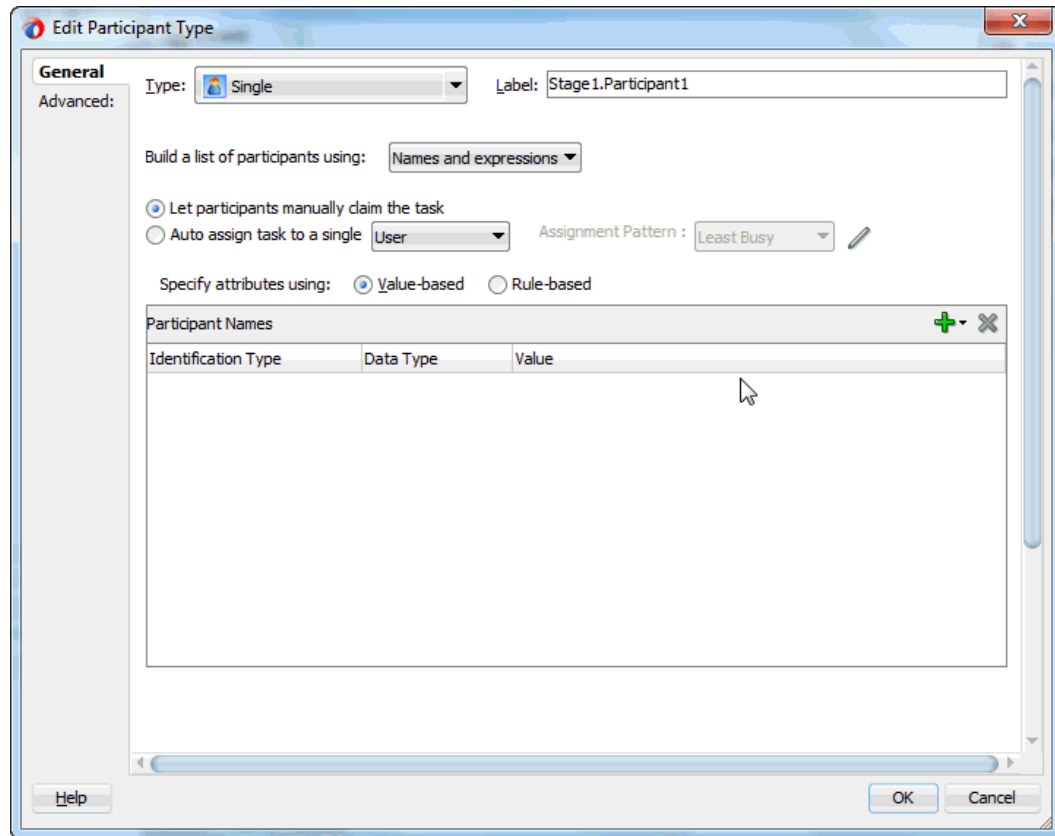 Edit Participant Type
General
Advanced:
Type: Single Label: Stage1.Participant1
Build a list of participants using: Names and expressions
Let participants manually claim the task
Auto assign task to a single User Assignment Pattern : Least Busy
Specify attributes using: Value-based Rule-based
Participant Names
Identification Type Data Type Value
Help OK Cancel